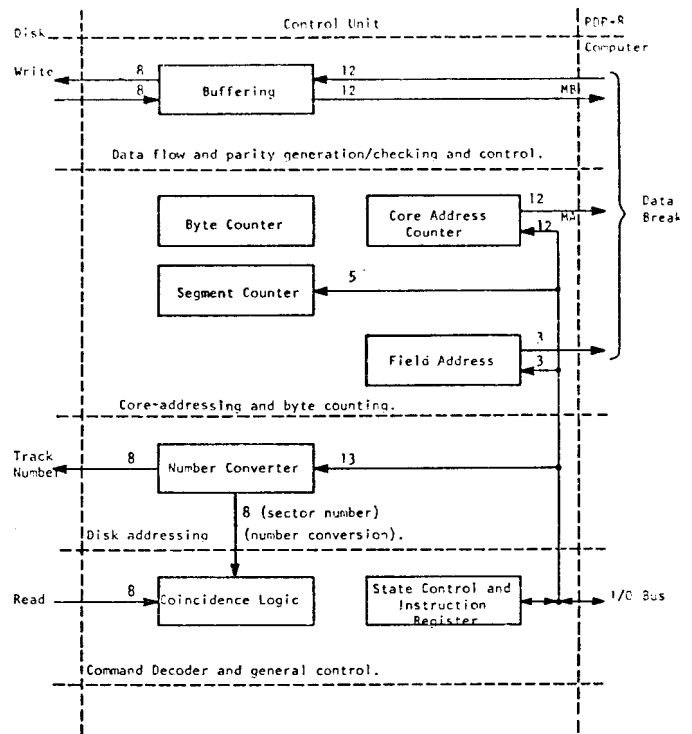 Control Unit
PDP-8
Disk
Computer
Write
8
12
Buffering
8
12
MB
Data flow and parity generation/checking and control.
Byte Counter
Core Address
Counter
12
MA
12
Data
Break
Segment Counter
5
Field Address
3
3
Core-addressing and byte counting.
Track
Number
8
Number Converter
13
8 (sector number)
(number conversion).
Disk addressing
Read
8
Coincidence Logic
State Control and
Instruction
Register
I/O Bus
Command Decoder and general control.